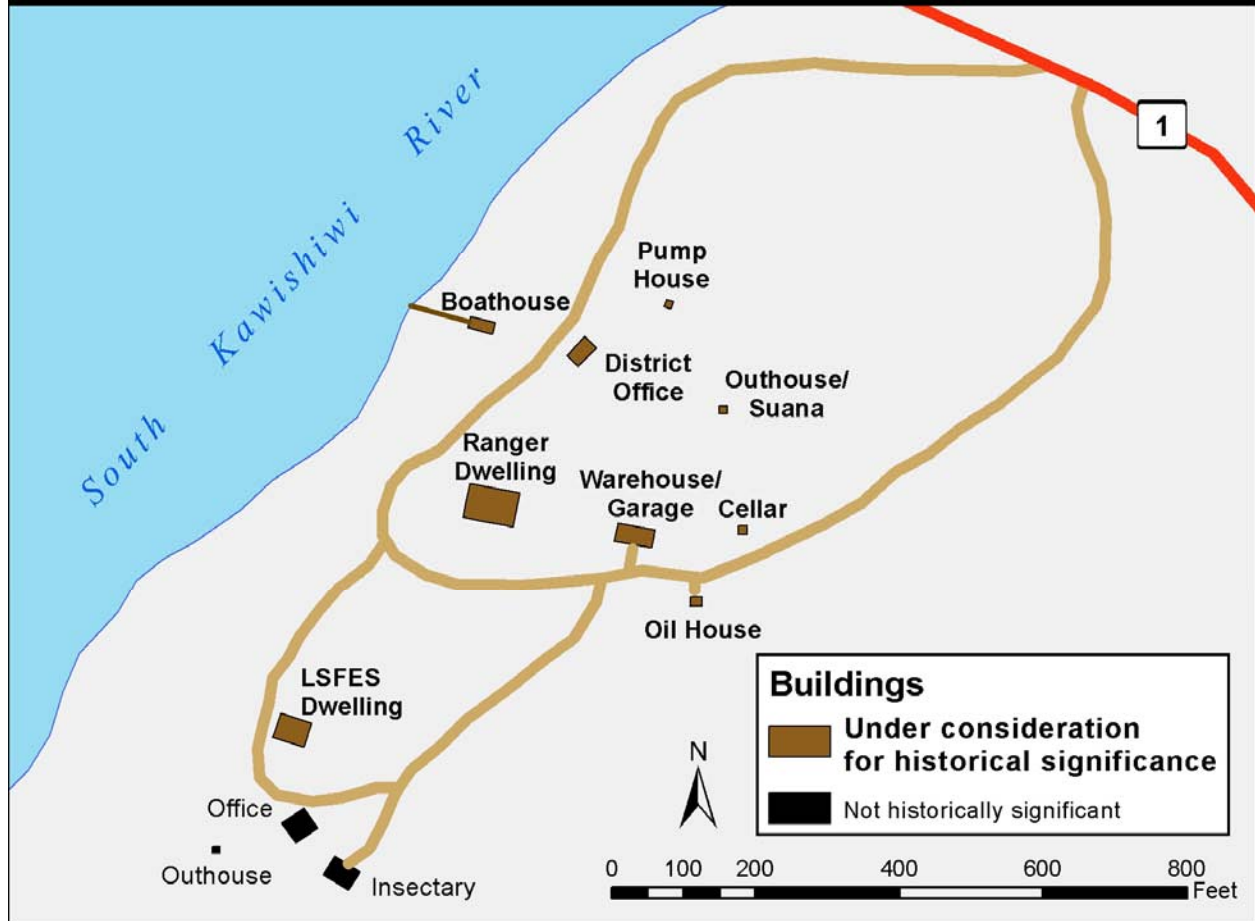 South Kawishiwi River
1
Pump
House
Boathouse
District
Office
Outhouse/
Suana
Ranger
Dwelling
Warehouse/
Garage
Cellar
Oil House
LSFES
Dwelling
Office
Outhouse
Insectary
N
Buildings
Under consideration
for historical significance
Not historically significant
0 100 200 400 600 800
Feet